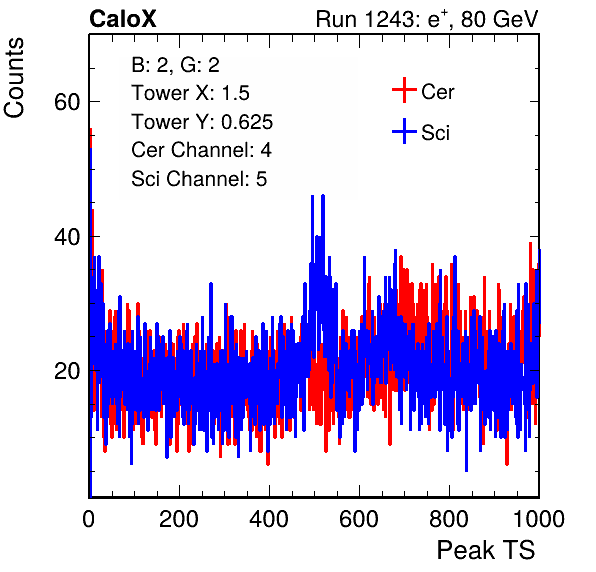 CaloX Run 1243: e+, 80 GeV
Counts
B: 2, G: 2
Tower X: 1.5
Tower Y: 0.625
Cer Channel: 4
Sci Channel: 5
Cer
Sci
60
40
20
0 200 400 600 800 1000
Peak TS